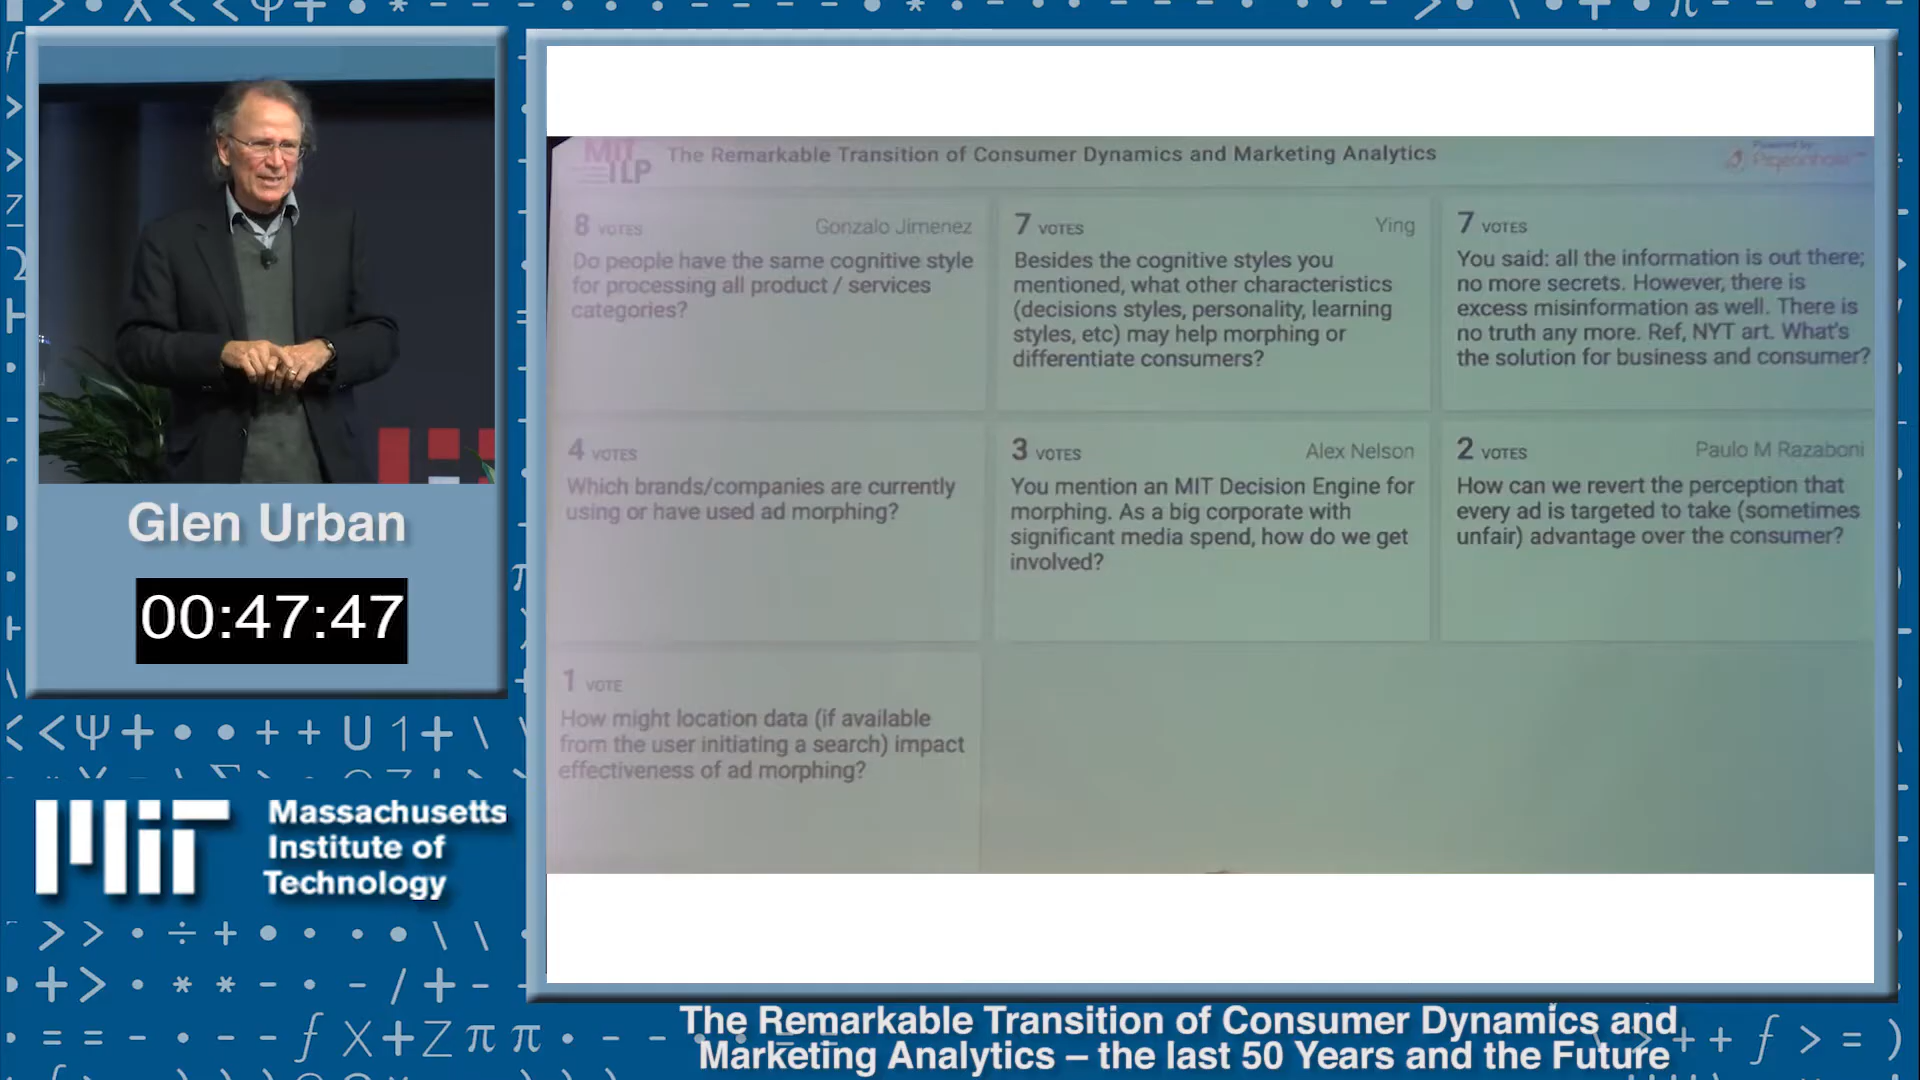 MIT
ILP
The Remarkable Transition of Consumer Dynamics and Marketing Analytics
Powered by
Pigeonhole
8 VOTES
Gonzalo Jimenez
Do people have the same cognitive style
for processing all product / services
categories?
7 VOTES
Ying
Besides the cognitive styles you
mentioned, what other characteristics
(decisions styles, personality, learning
styles, etc) may help morphing or
differentiate consumers?
7 VOTES
You said: all the information is out there;
no more secrets. However, there is
excess misinformation as well. There is
no truth any more. Ref, NYT art. What's
the solution for business and consumer?
4 VOTES
Which brands/companies are currently
using or have used ad morphing?
3 VOTES
Alex Nelson
You mention an MIT Decision Engine for
morphing. As a big corporate with
significant media spend, how do we get
involved?
2 VOTES
Paulo M Razaboni
How can we revert the perception that
every ad is targeted to take (sometimes
unfair) advantage over the consumer?
1 VOTE
How might location data (if available
from the user initiating a search) impact
effectiveness of ad morphing?
Glen Urban
00:47:47
MIT
Massachusetts
Institute of
Technology
The Remarkable Transition of Consumer Dynamics and
Marketing Analytics – the last 50 Years and the Future